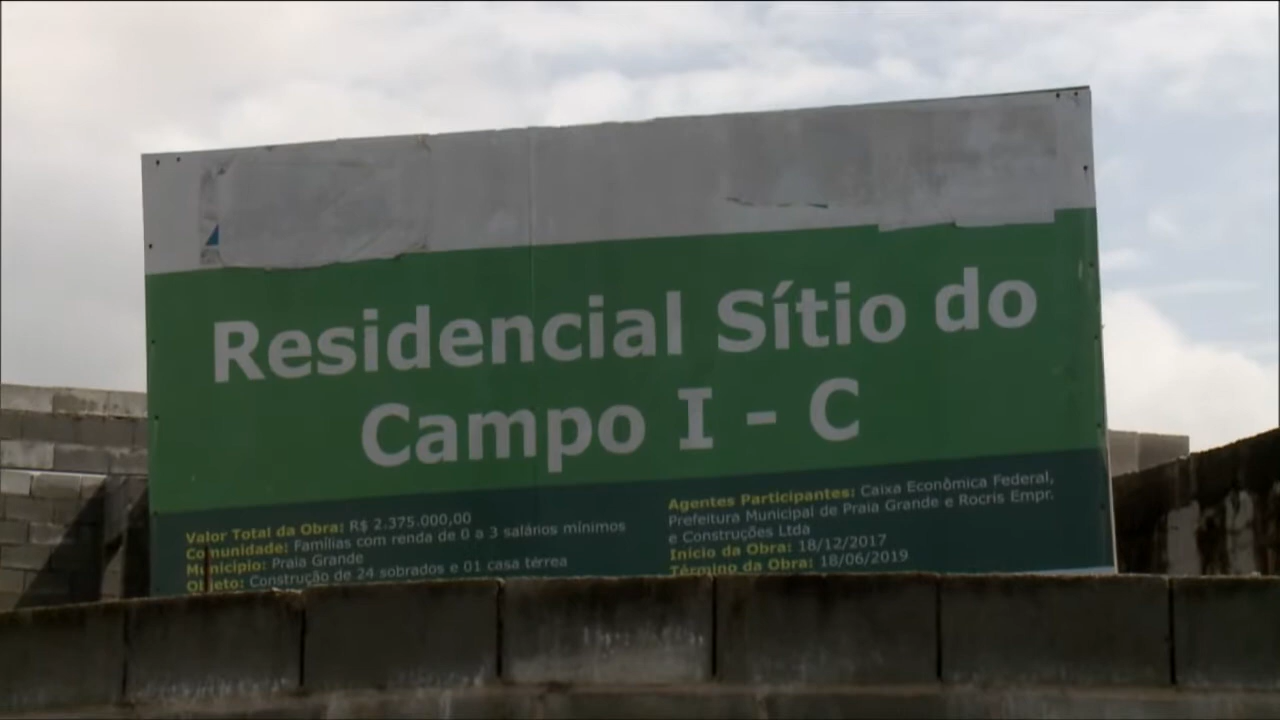 Residencial Sítio do
Campo I - C
Valor Total da Obra: R$ 2.375.000,00
Comunidade: Famílias com renda de 0 a 3 salários mínimos
Município: Praia Grande
Objeto: Construção de 24 sobrados e 01 casa térrea
Agentes Participantes: Caixa Econômica Federal,
Prefeitura Municipal de Praia Grande e Rocris Empr.
e Construções Ltda
Início da Obra: 18/12/2017
Término da Obra: 18/06/2019